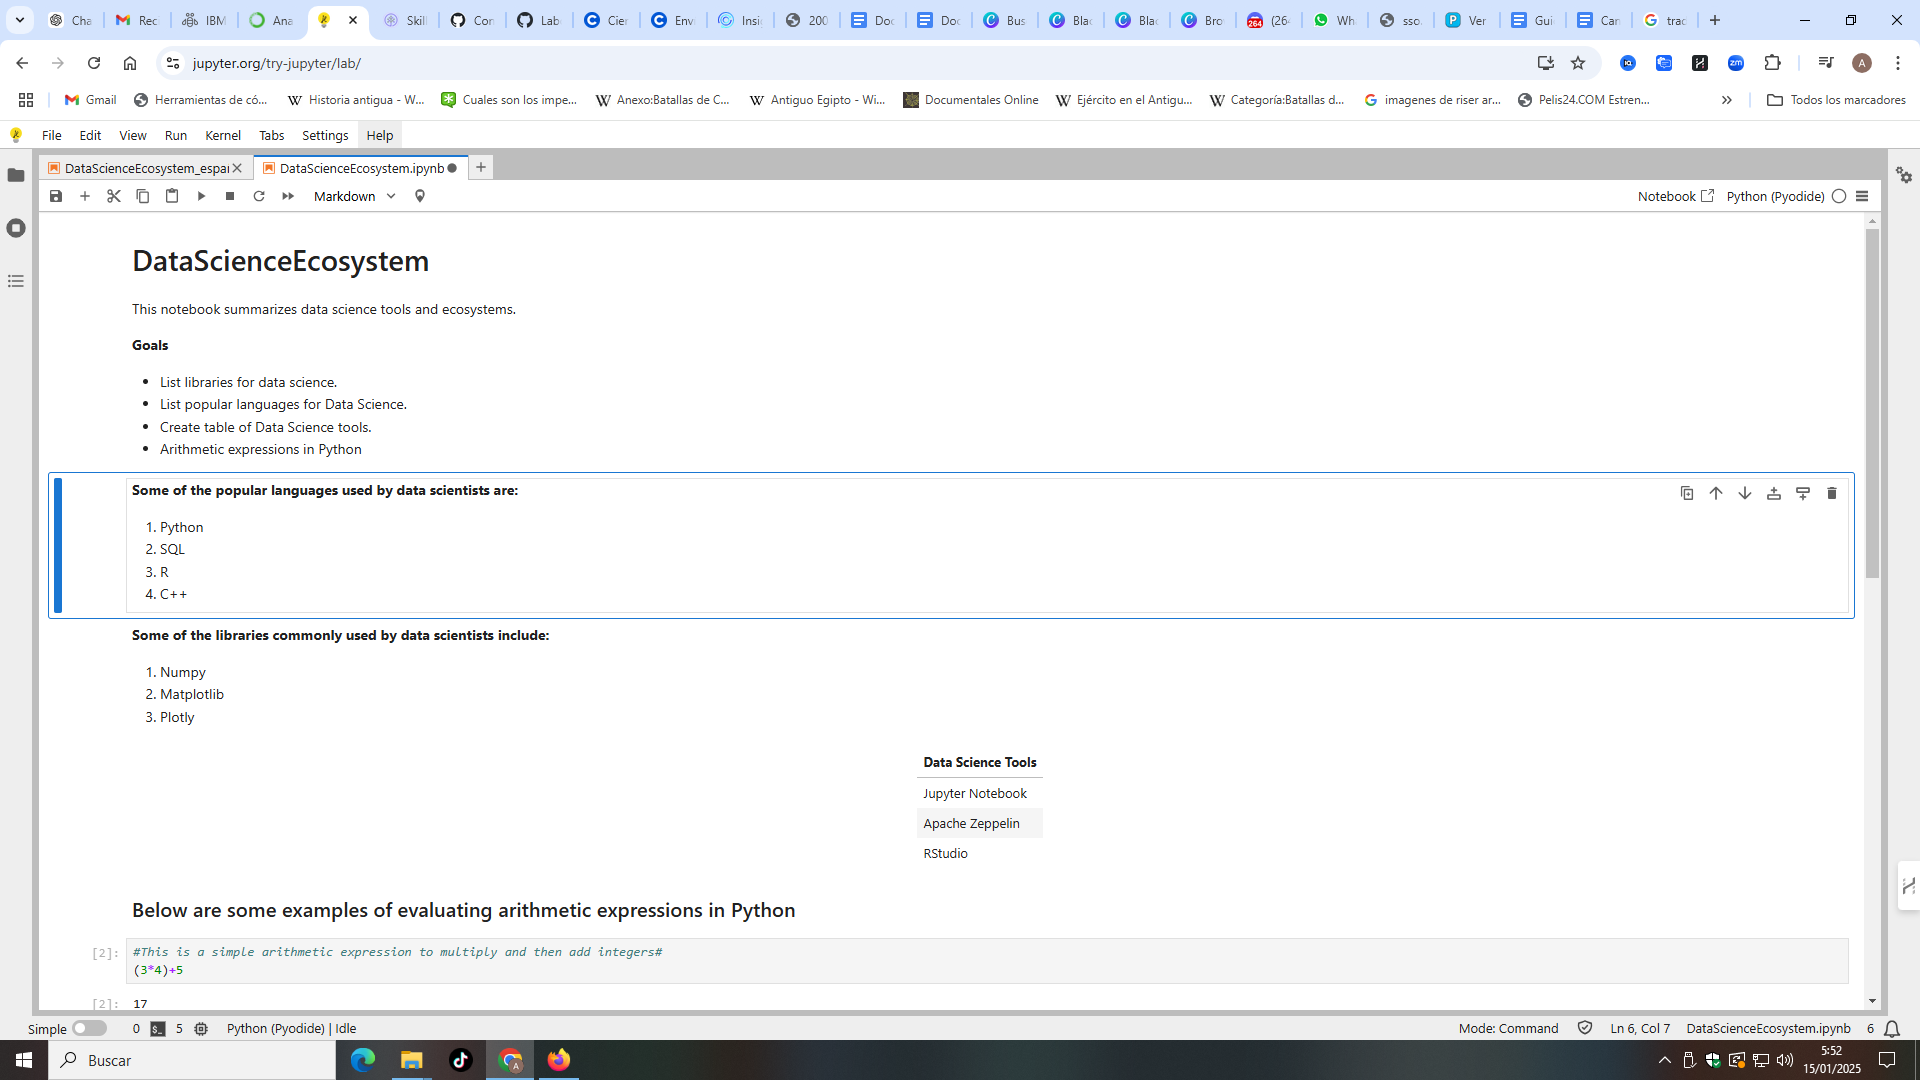 Cha
Rec
IBM
Ana
Skill
Con
Lab
Cier
Envi
Insi
200
Doc
Doc
Bus
Bla
Bla
Bro
(264
Wh
sso.
Ver
Gui
Can
trad
jupyter.org/try-jupyter/lab/
Gmail
Herramientas de có...
Historia antigua - W...
Cuales son los impe...
Anexo:Batallas de C...
Antiguo Egipto - Wi...
Documentales Online
Ejército en el Antigu...
Categoría:Batallas d...
imagenes de riser ar...
Pelis24.COM Estren...
Todos los marcadores
File Edit View Run Kernel Tabs Settings Help
DataScienceEcosystem_espai
DataScienceEcosystem.ipynb
Markdown
Notebook
Python (Pyodide)
DataScienceEcosystem
This notebook summarizes data science tools and ecosystems.
Goals
• List libraries for data science.
• List popular languages for Data Science.
• Create table of Data Science tools.
• Arithmetic expressions in Python
Some of the popular languages used by data scientists are:
1. Python
2. SQL
3. R
4. C++
Some of the libraries commonly used by data scientists include:
1. Numpy
2. Matplotlib
3. Plotly
Data Science Tools
Jupyter Notebook
Apache Zeppelin
RStudio
Below are some examples of evaluating arithmetic expressions in Python
[2]: #This is a simple arithmetic expression to multiply and then add integers#
(3*4)+5
[2]: 17
Simple 0 5 Python (Pyodide) | Idle
Mode: Command Ln 6, Col 7 DataScienceEcosystem.ipynb 6
Buscar
5:52
15/01/2025